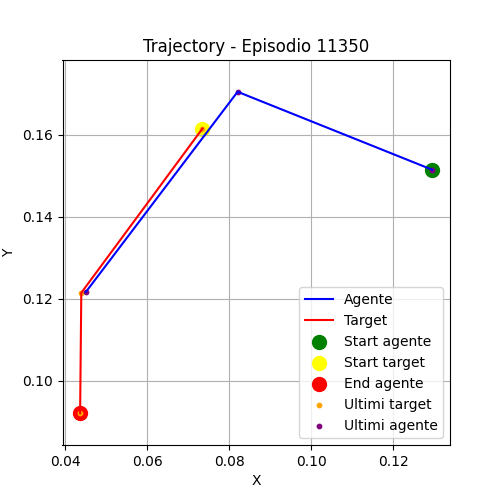 Trajectory - Episodio 11350
Y
0.16
0.14
0.12
0.10
0.04
0.06
0.08
0.10
0.12
X
Agente
Target
Start agente
Start target
End agente
Ultimi target
Ultimi agente